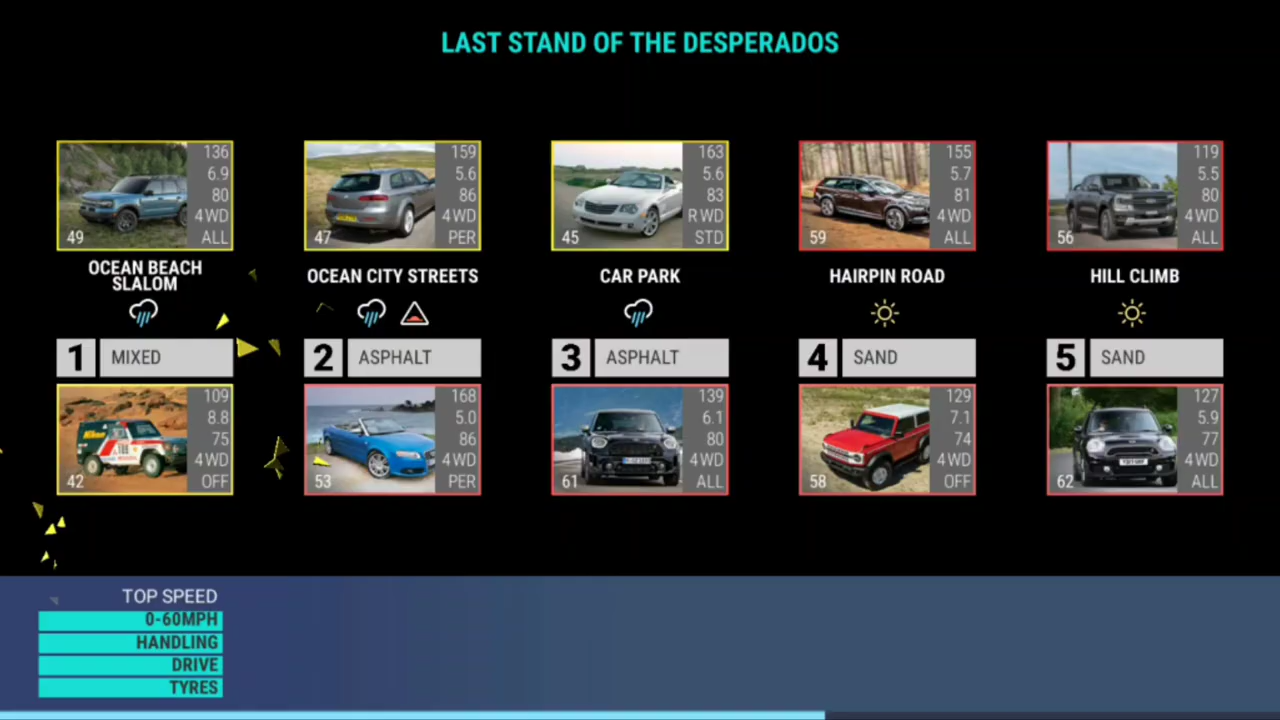 LAST STAND OF THE DESPERADOS
136
6.9
80
4WD
49 ALL
159
5.6
86
4WD
47 PER
163
5.6
83
RWD
45 STD
155
5.7
81
4WD
59 ALL
119
5.5
80
4WD
56 ALL
OCEAN BEACH
SLALOM
OCEAN CITY STREETS
CAR PARK
HAIRPIN ROAD
HILL CLIMB
1 MIXED
2 ASPHALT
3 ASPHALT
4 SAND
5 SAND
109
8.8
75
4WD
42 OFF
168
5.0
86
4WD
53 PER
139
6.1
80
4WD
61 ALL
129
7.1
74
4WD
58 OFF
127
5.9
77
4WD
62 ALL
TOP SPEED
0-60MPH
HANDLING
DRIVE
TYRES